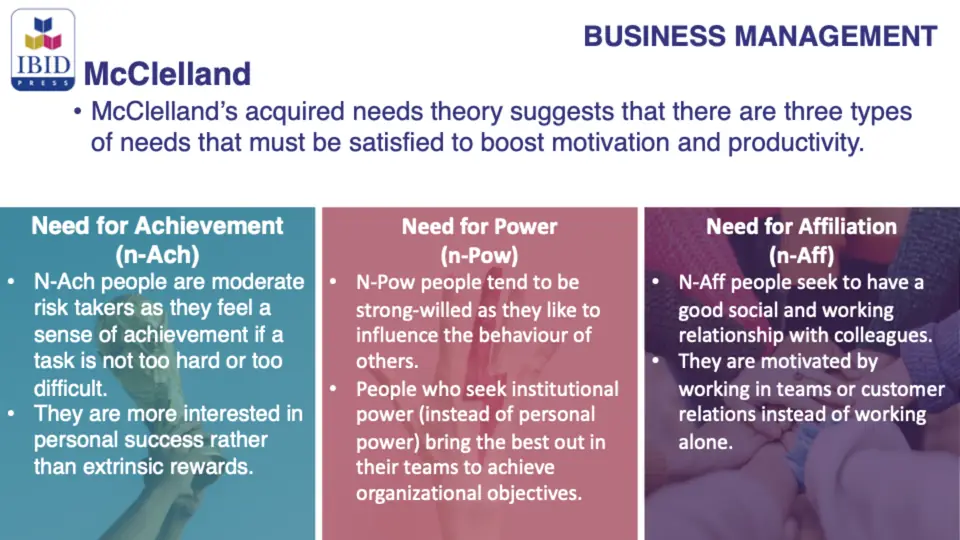 IBID
PRESS
BUSINESS MANAGEMENT
McClelland
• McClelland's acquired needs theory suggests that there are three types
of needs that must be satisfied to boost motivation and productivity.
Need for Achievement
(n-Ach)
• N-Ach people are moderate
risk takers as they feel a
sense of achievement if a
task is not too hard or too
difficult.
• They are more interested in
personal success rather
than extrinsic rewards.
Need for Power
(n-Pow)
• N-Pow people tend to be
strong-willed as they like to
influence the behaviour of
others.
• People who seek institutional
power (instead of personal
power) bring the best out in
their teams to achieve
organizational objectives.
Need for Affiliation
(n-Aff)
• N-Aff people seek to have a
good social and working
relationship with colleagues.
• They are motivated by
working in teams or customer
relations instead of working
alone.